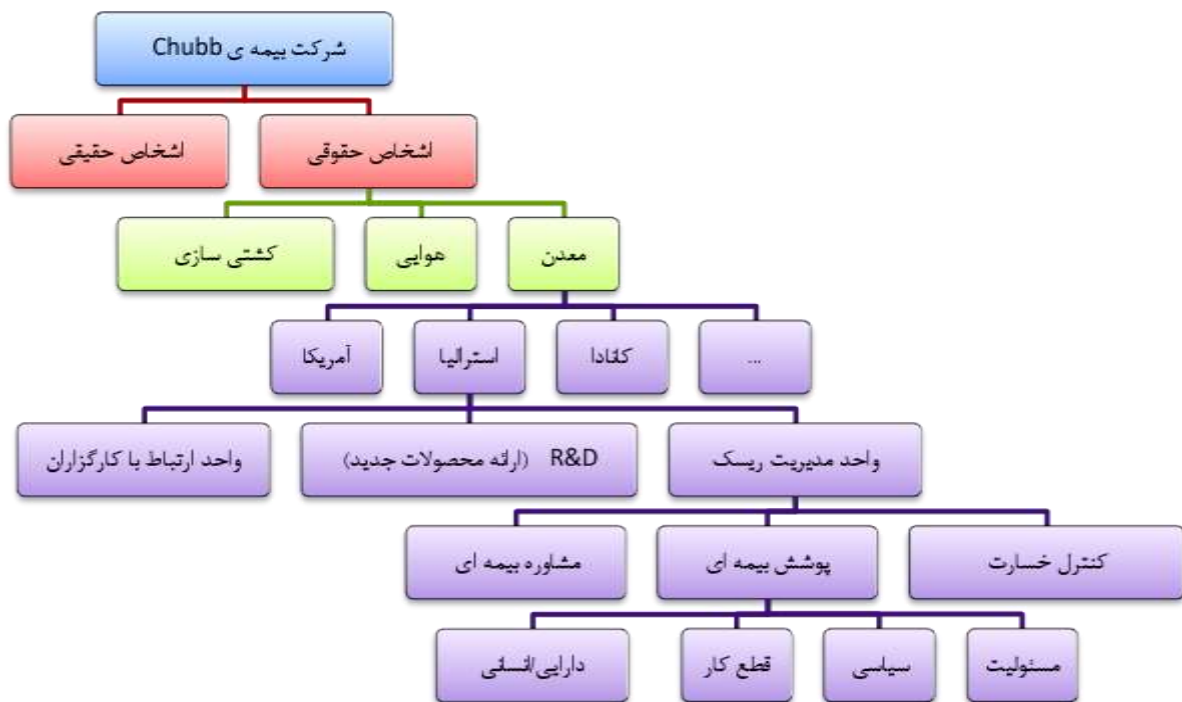 شرکت بیمه ی Chubb
اشخاص حقوقی
اشخاص حقیقی
معدن
هوایی
کشتی سازی
...
کانادا
استرالیا
آمریکا
واحد مدیریت ریسک
R&D (ارائه محصولات جدید)
واحد ارتباط با کارگزاران
کنترل خسارت
پوشش بیمه ای
مشاوره بیمه ای
مسئولیت
سیاسی
قطع کار
دارایی/انسانی